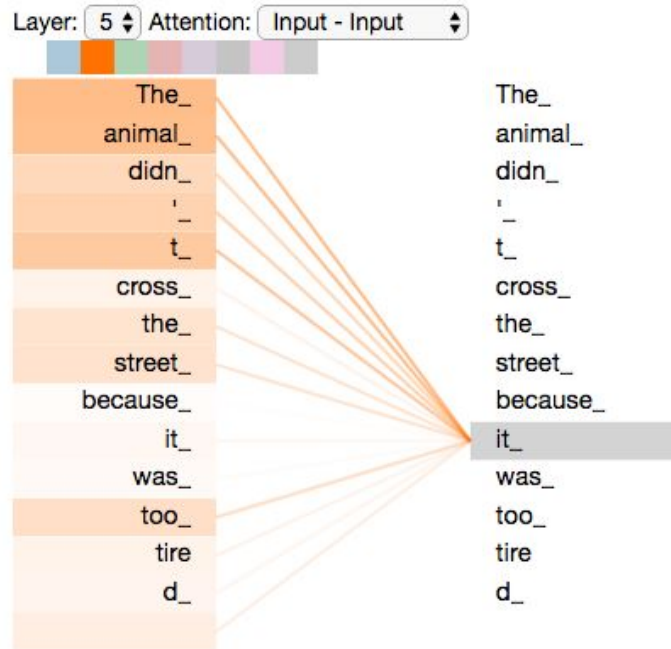 Layer: 5 Attention: Input - Input
The_ The_
animal_ animal_
didn_ didn_
'_ '_
t_ t_
cross_ cross_
the_ the_
street_ street_
because_ because_
it_ it_
was_ was_
too_ too_
tire tire
d_ d_